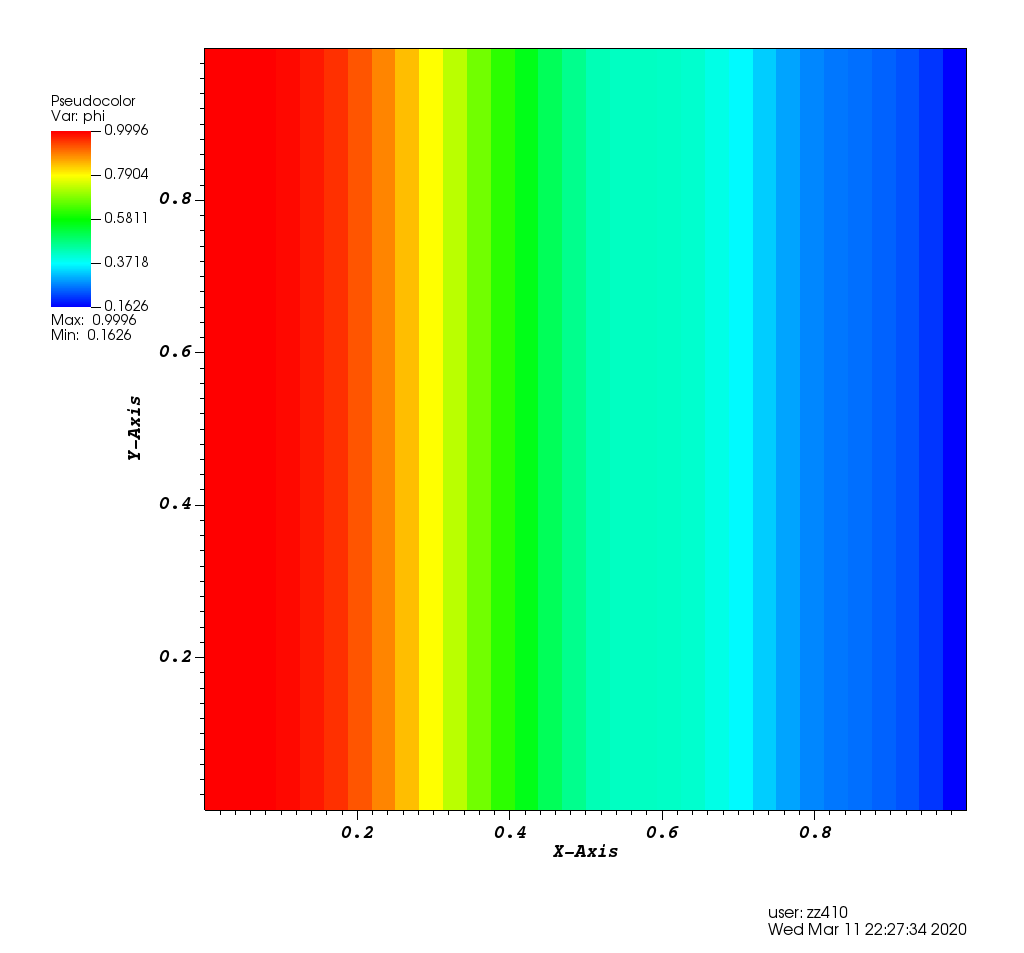 Pseudocolor
Var: phi
0.9996
0.7904
0.5811
0.3718
0.1626
Max: 0.9996
Min: 0.1626
0.8
0.6
0.4
0.2
Y-Axis
0.2 0.4 0.6 0.8
X-Axis
user: zz410
Wed Mar 11 22:27:34 2020